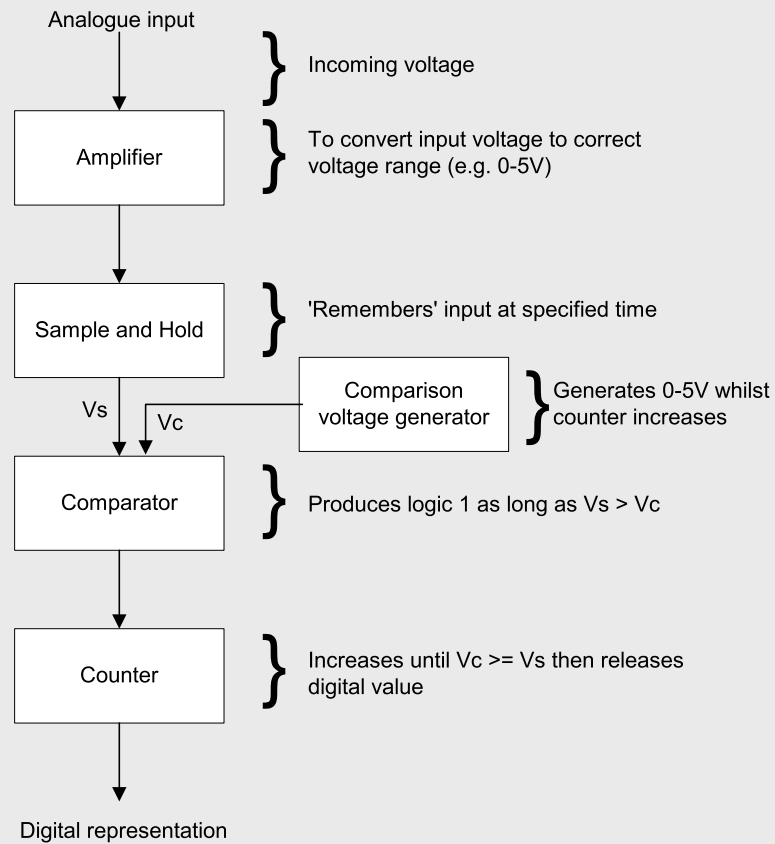 Analogue input
Incoming voltage
Amplifier
To convert input voltage to correct
voltage range (e.g. 0-5V)
Sample and Hold
'Remembers' input at specified time
Vs
Vc
Comparison
voltage generator
Generates 0-5V whilst
counter increases
Comparator
Produces logic 1 as long as Vs > Vc
Counter
Increases until Vc >= Vs then releases
digital value
Digital representation